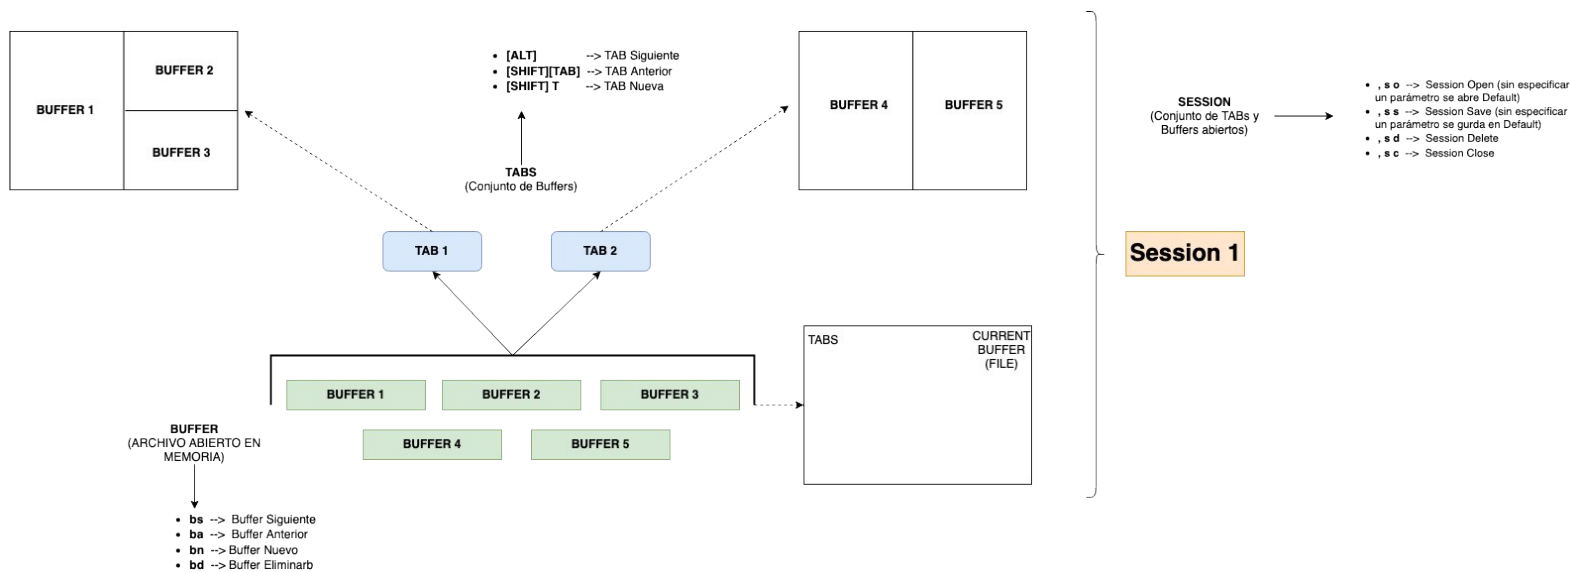 BUFFER 1
BUFFER 2
BUFFER 3
• [ALT] --> TAB Siguiente
• [SHIFT][TAB] --> TAB Anterior
• [SHIFT] T --> TAB Nueva
TABS
(Conjunto de Buffers)
BUFFER 4
BUFFER 5
SESSION
(Conjunto de TABs y
Buffers abiertos)
• , s o --> Session Open (sin especificar
un parámetro se abre Default)
• , s s --> Session Save (sin especificar
un parámetro se gurda en Default)
• , s d --> Session Delete
• , s c --> Session Close
TAB 1
TAB 2
Session 1
BUFFER 1
BUFFER 2
BUFFER 3
BUFFER 4
BUFFER 5
TABS
CURRENT
BUFFER
(FILE)
BUFFER
(ARCHIVO ABIERTO EN
MEMORIA)
• bs --> Buffer Siguiente
• ba --> Buffer Anterior
• bn --> Buffer Nuevo
• bd --> Buffer Eliminarb